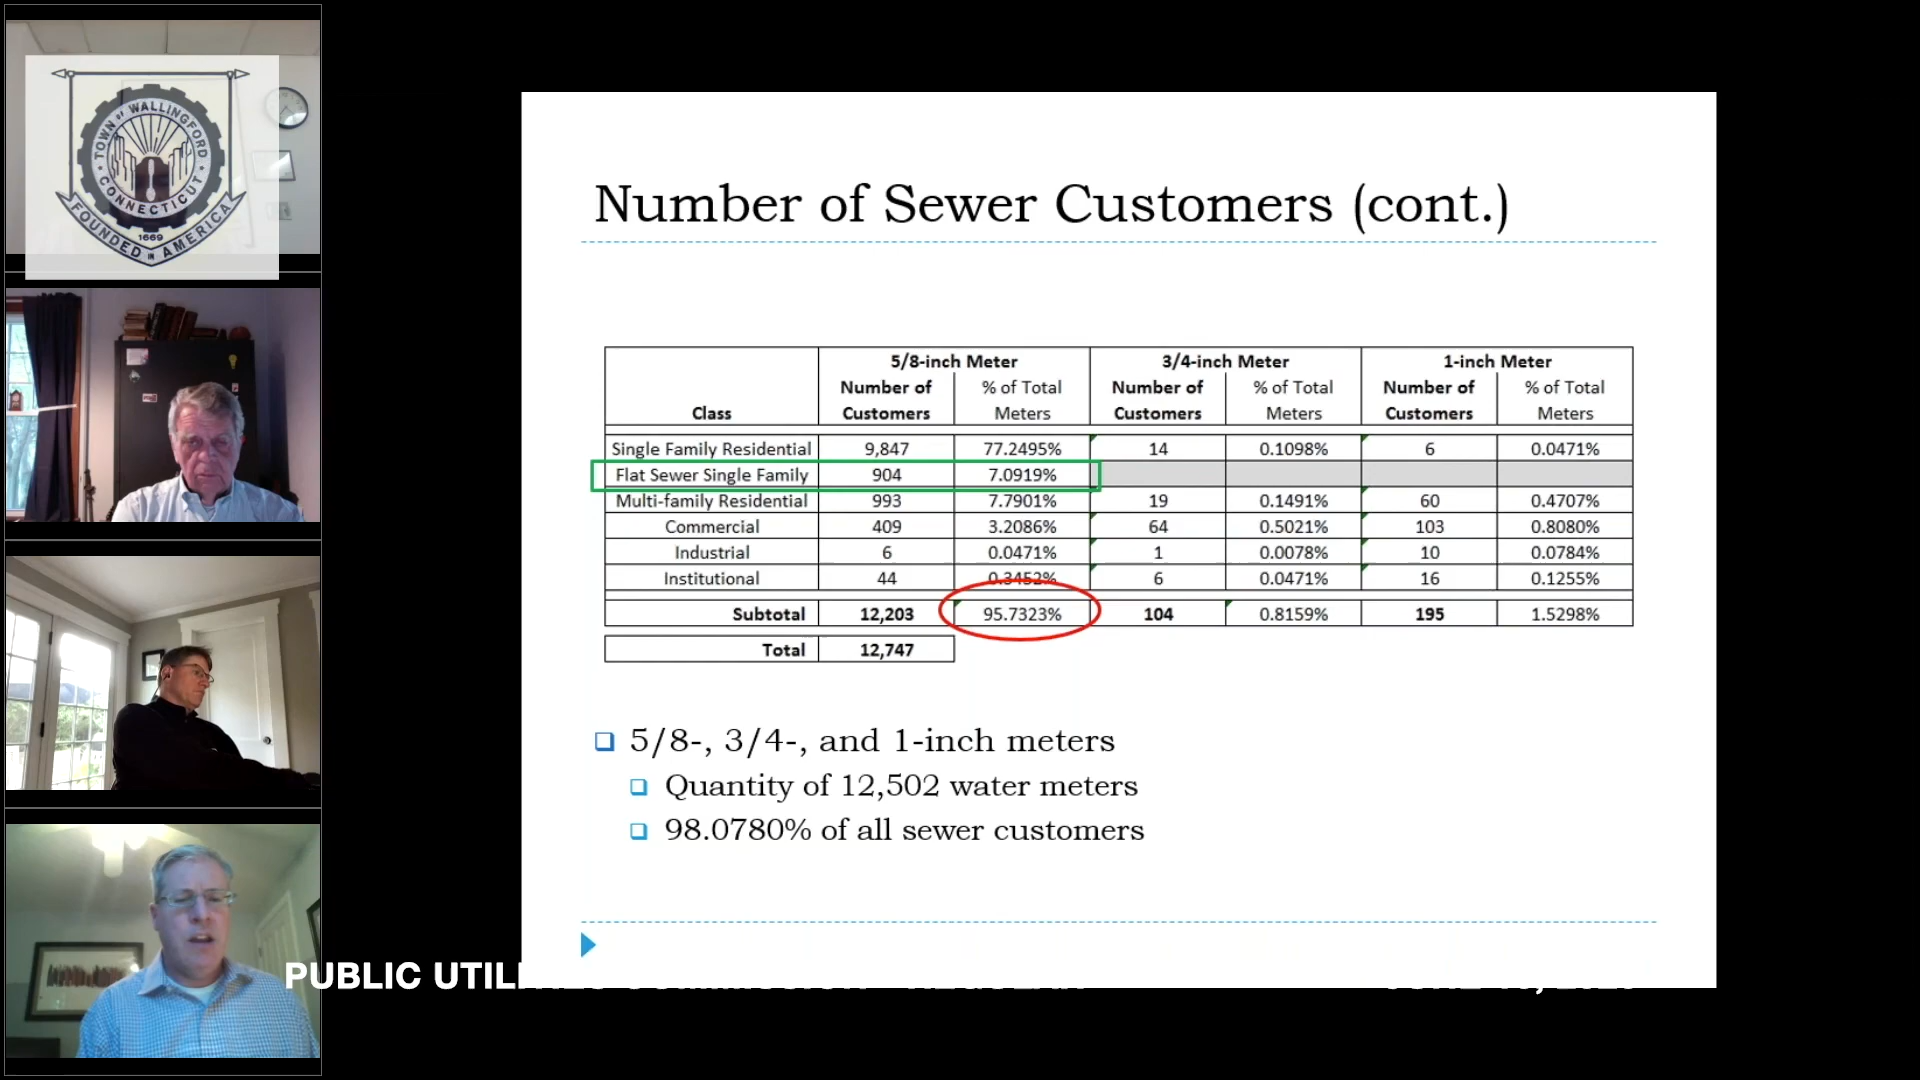 TOWN of WALLINGFORD
CONNECTICUT
1669
FOUNDED IN AMERICA
Number of Sewer Customers (cont.)
5/8-inch Meter 3/4-inch Meter 1-inch Meter
Number of % of Total Number of % of Total Number of % of Total
Class Customers Meters Customers Meters Customers Meters
Single Family Residential 9,847 77.2495% 14 0.1098% 6 0.0471%
Flat Sewer Single Family 904 7.0919%
Multi-family Residential 993 7.7901% 19 0.1491% 60 0.4707%
Commercial 409 3.2086% 64 0.5021% 103 0.8080%
Industrial 6 0.0471% 1 0.0078% 10 0.0784%
Institutional 44 0.3452% 6 0.0471% 16 0.1255%
Subtotal 12,203 95.7323% 104 0.8159% 195 1.5298%
Total 12,747
5/8-, 3/4-, and 1-inch meters
Quantity of 12,502 water meters
98.0780% of all sewer customers
PUBLIC